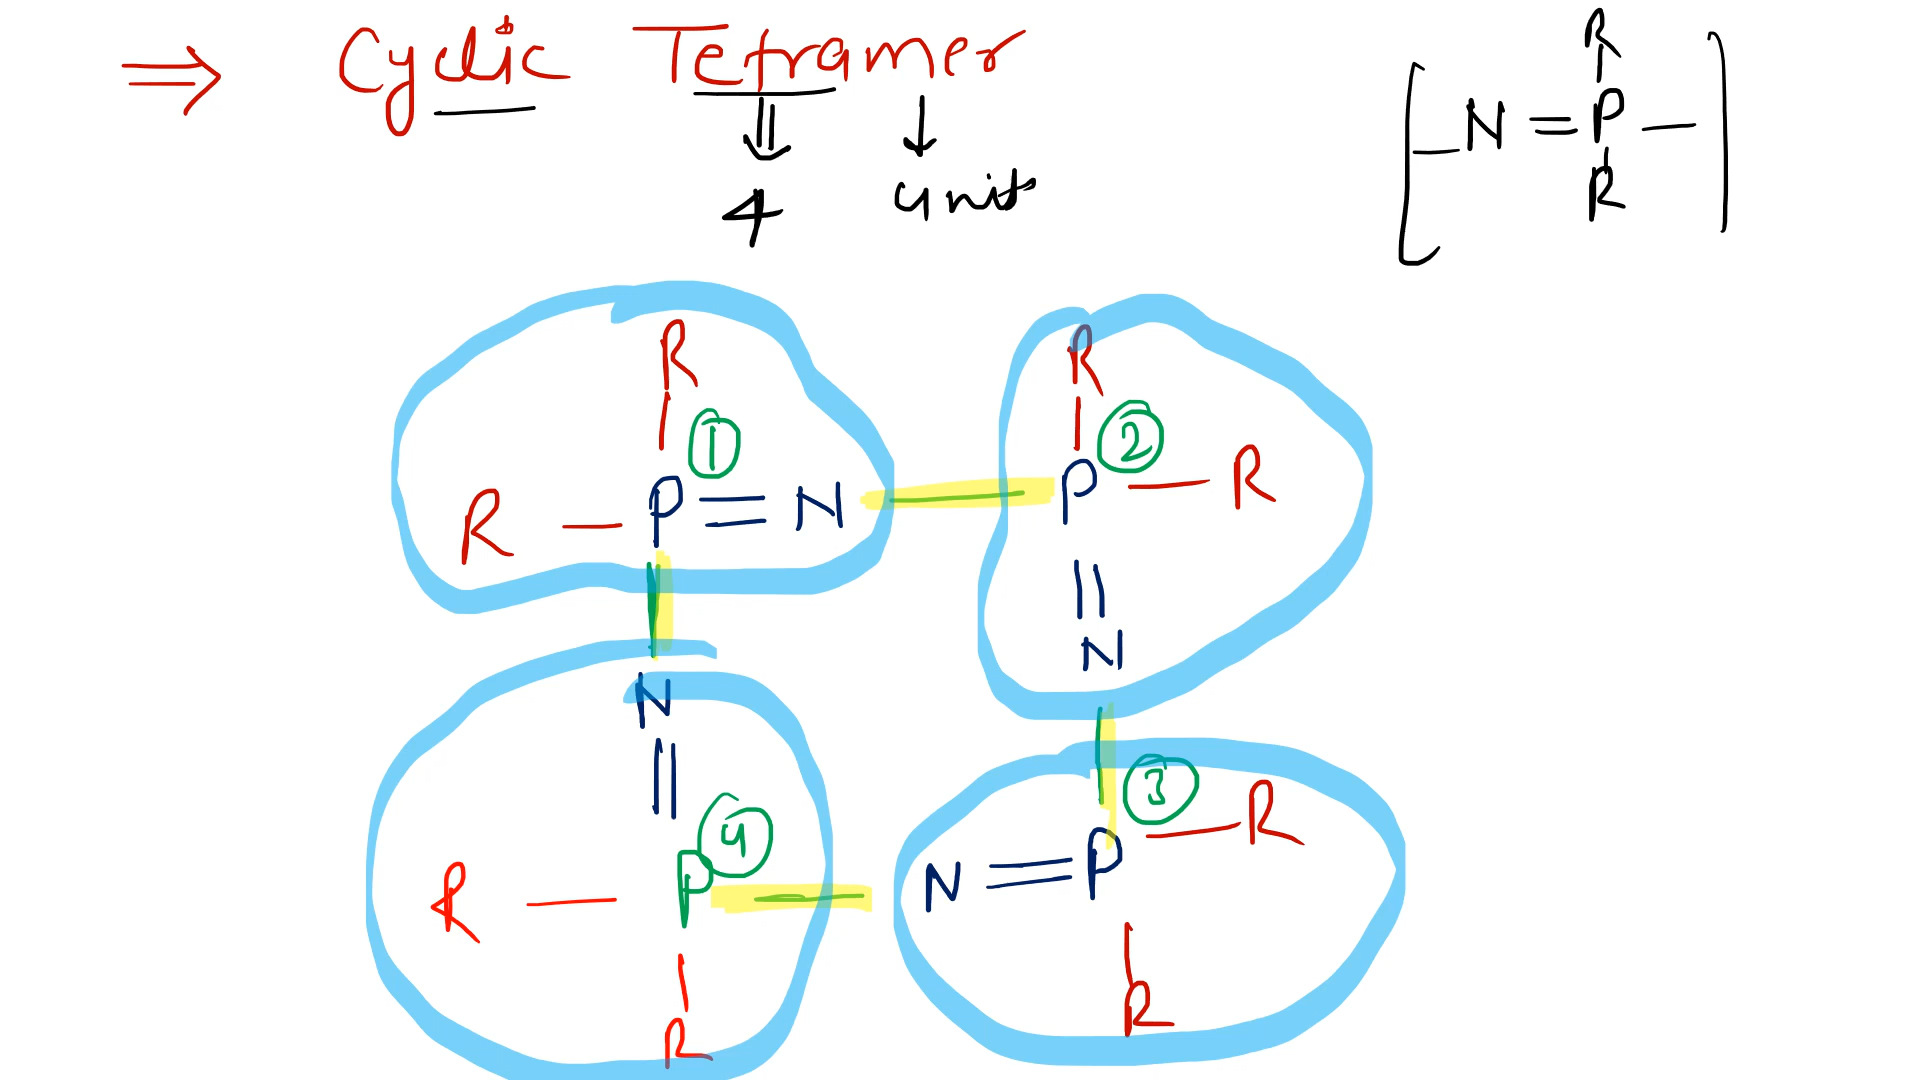 ⇒ Cyclic Tetramer
4 unit
R
[—N=P—]
R
R R
1 2
R—P=N—P—R
||
N
N
|| 3
4 P—R
R—P—N=P
R R